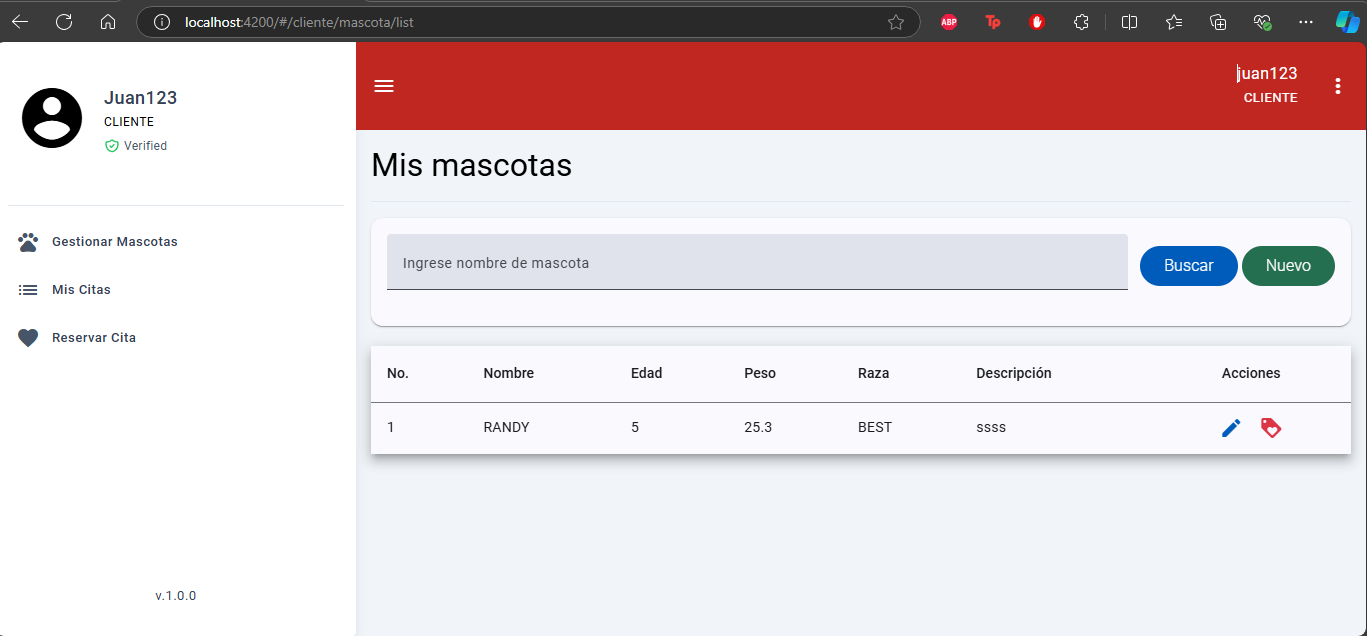 localhost:4200/#/cliente/mascota/list
ABP
Tp
Juan123
CLIENTE
Verified
Gestionar Mascotas
Mis Citas
Reservar Cita
v.1.0.0
juan123
CLIENTE
Mis mascotas
Ingrese nombre de mascota
Buscar
Nuevo
No. Nombre Edad Peso Raza Descripción Acciones
1 RANDY 5 25.3 BEST ssss